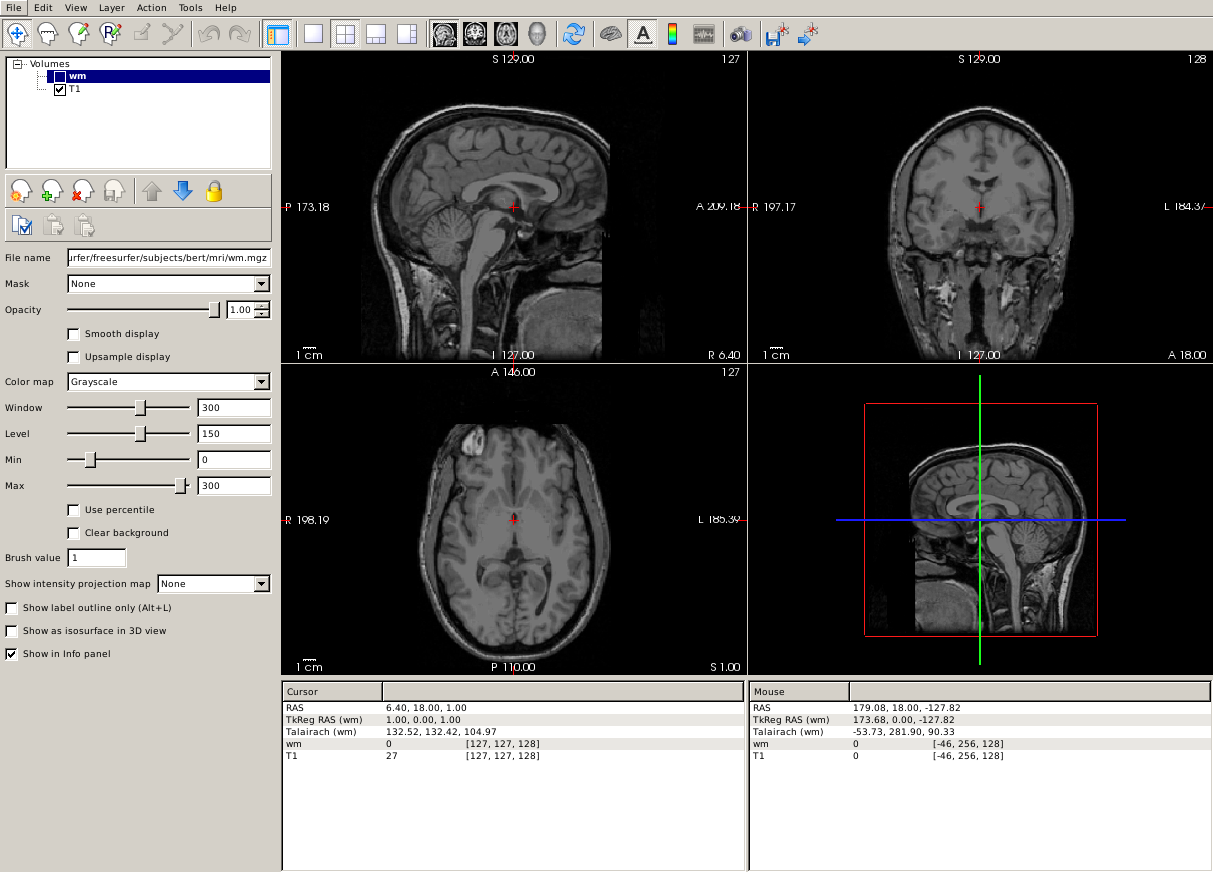 File Edit View Layer Action Tools Help
Volumes
wm
T1
File name urfer/freesurfer/subjects/bert/mri/wm.mgz
Mask None
Opacity 1.00
Smooth display
Upsample display
Color map Grayscale
Window 300
Level 150
Min 0
Max 300
Use percentile
Clear background
Brush value 1
Show intensity projection map None
Show label outline only (Alt+L)
Show as isosurface in 3D view
Show in Info panel
S 129.00 127
P 173.18 A 209.18
1 cm I 127.00 R 6.40
S 129.00 128
R 197.17 L 184.37
1 cm I 127.00 A 18.00
A 146.00 127
R 198.19 L 185.39
1 cm P 110.00 S 1.00
Cursor
RAS 6.40, 18.00, 1.00
TkReg RAS (wm) 1.00, 0.00, 1.00
Talairach (wm) 132.52, 132.42, 104.97
wm 0 [127, 127, 128]
T1 27 [127, 127, 128]
Mouse
RAS 179.08, 18.00, -127.82
TkReg RAS (wm) 173.68, 0.00, -127.82
Talairach (wm) -53.73, 281.90, 90.33
wm 0 [-46, 256, 128]
T1 0 [-46, 256, 128]